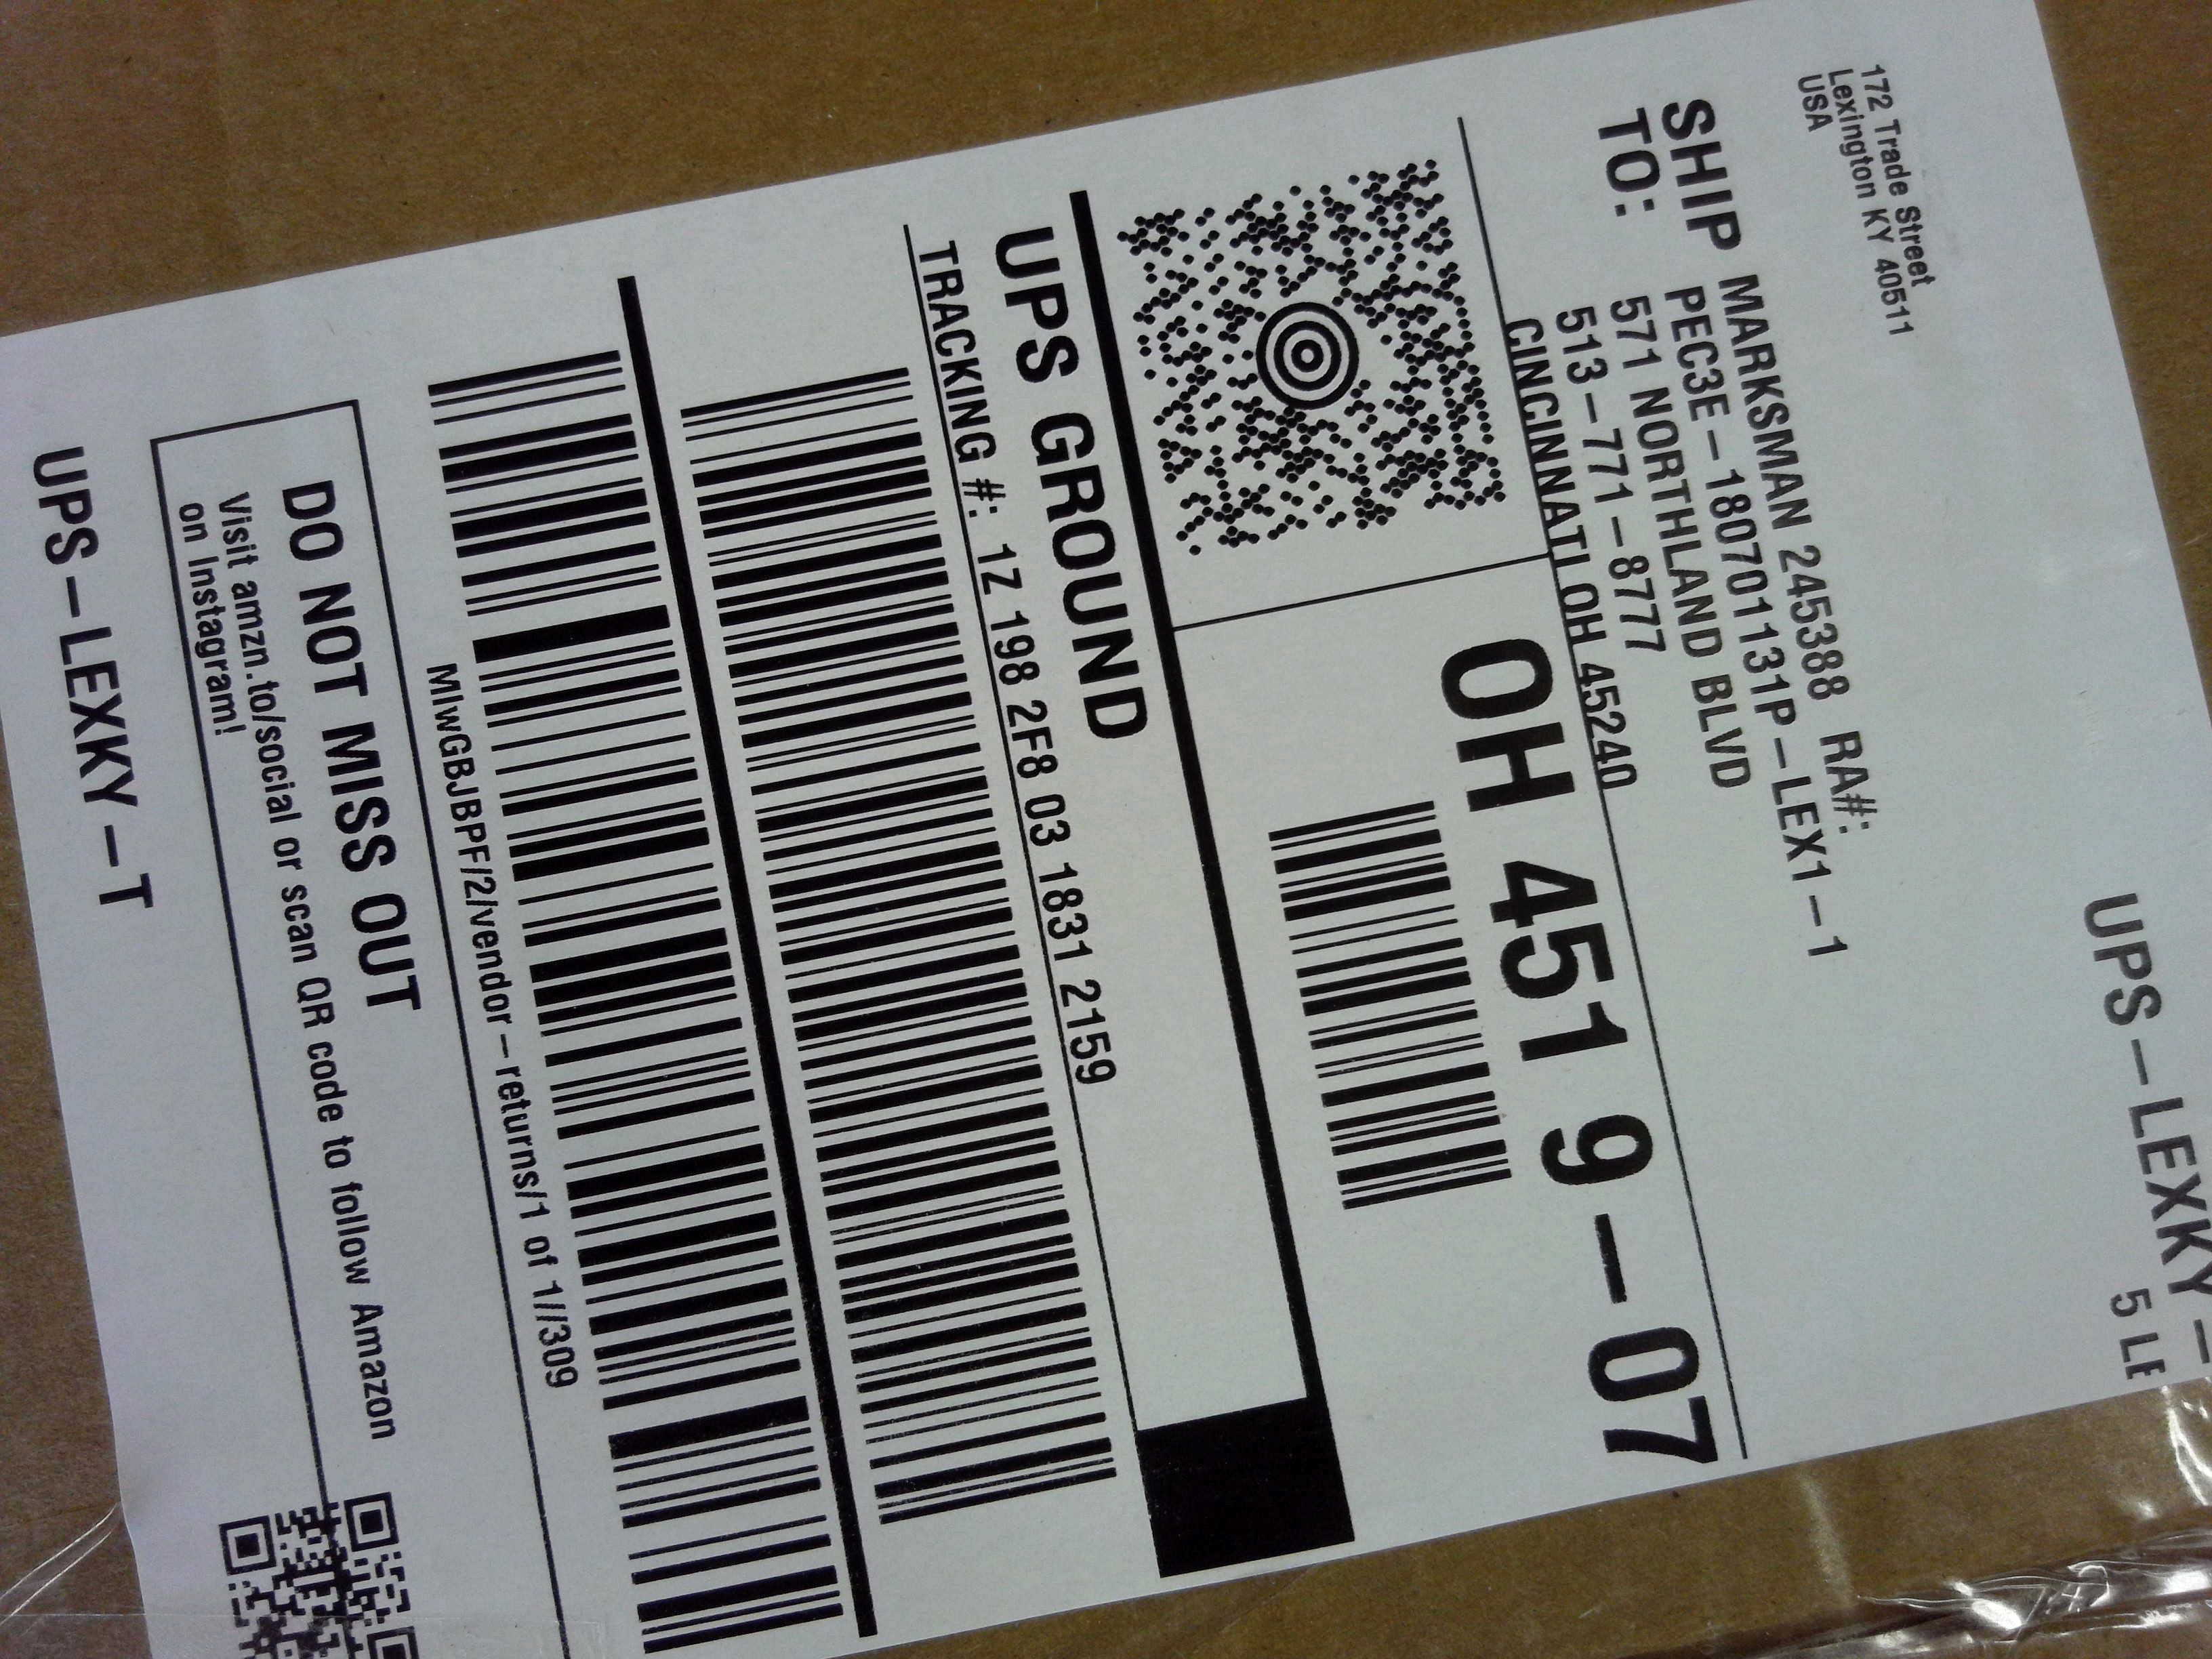 UPS-LEXKY-
5 L
172 Trade Street
Lexington KY 40511
USA
SHIP MARKSMAN 245388 RA#:
TO: PEC3E-180701131P-LEX1-1
571 NORTHLAND BLVD
513-771-8777
CINCINNATI OH 45240
OH 451 9-07
UPS GROUND
TRACKING #: 1Z 198 2F8 03 1831 2159
MIwGBJBPF/2/vendor-returns/1 of 1//309
DO NOT MISS OUT
Visit amzn.to/social or scan QR code to follow Amazon
on Instagram!
UPS-LEXKY-T